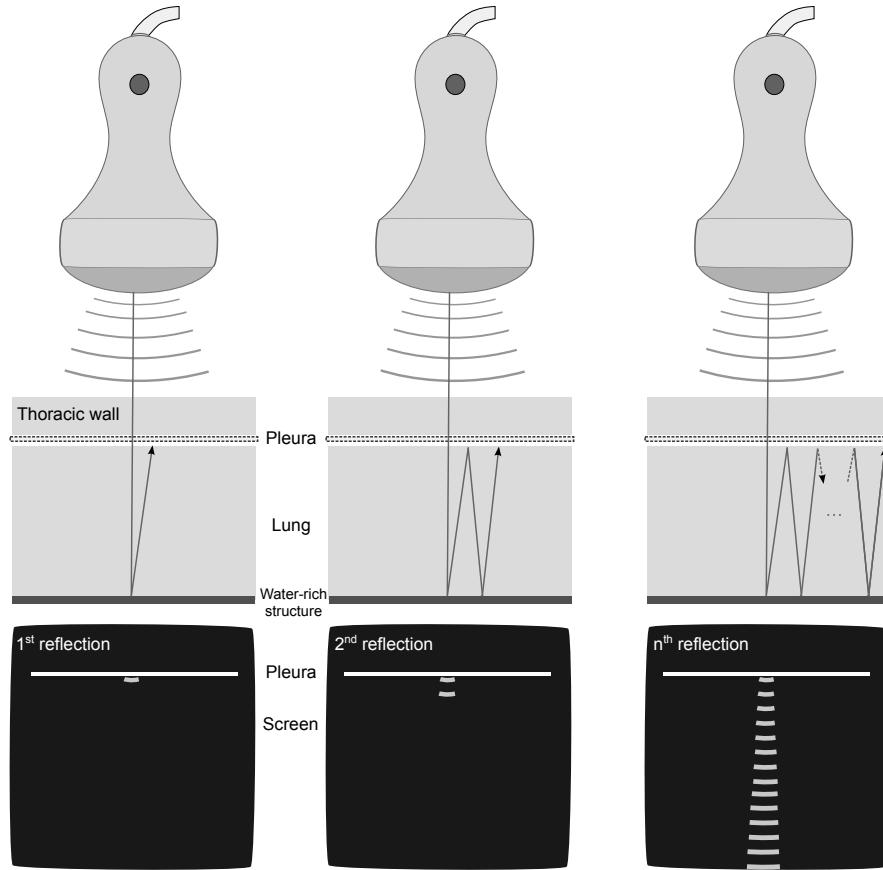 Thoracic wall
Pleura
Lung
Water-rich
structure
...
1st reflection
2nd reflection
nth reflection
Pleura
Screen